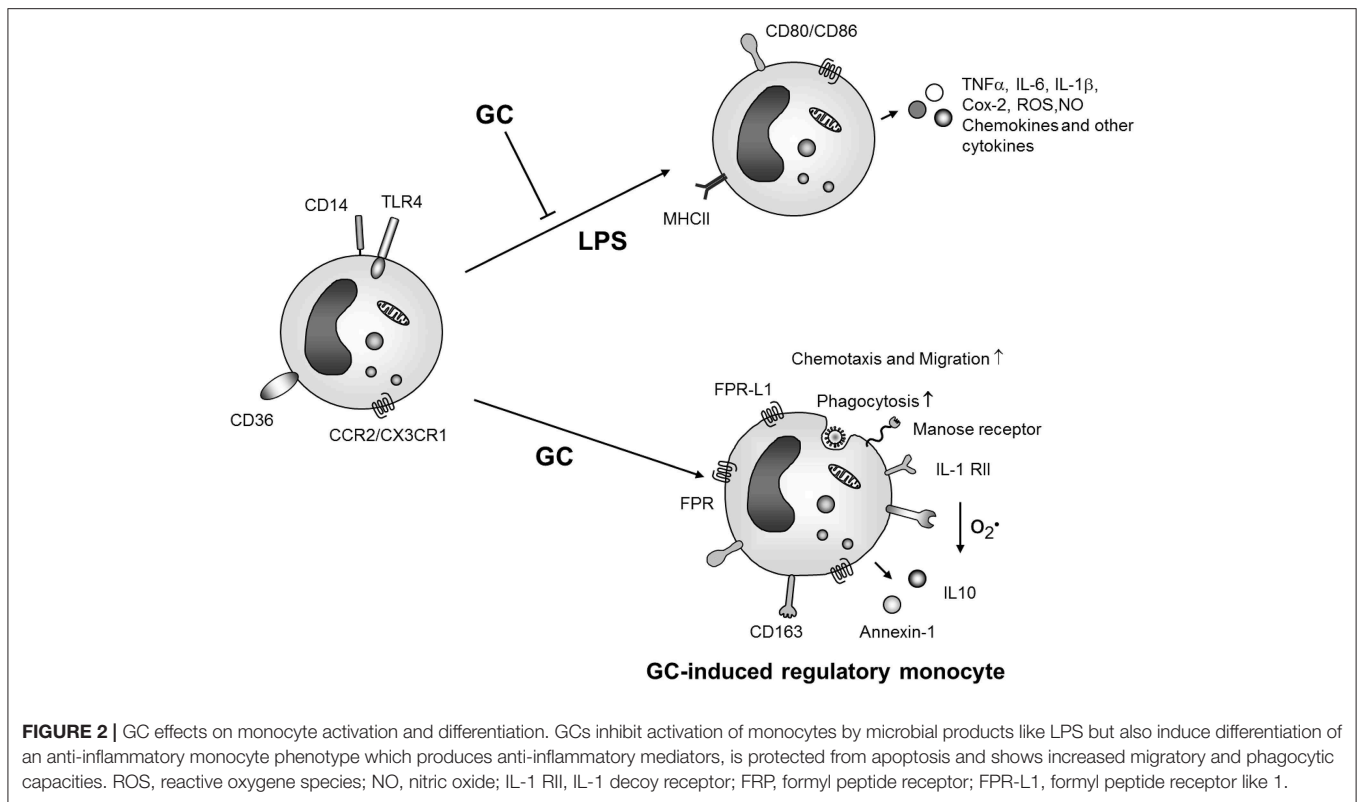 CD80/CD86
TNFα, IL-6, IL-1β,
Cox-2, ROS,NO
Chemokines and other
cytokines
GC
MHCII
CD14
TLR4
LPS
CD36
CCR2/CX3CR1
GC
Chemotaxis and Migration ↑
FPR-L1
Phagocytosis ↑
Manose receptor
IL-1 RII
FPR
O₂•
IL10
CD163
Annexin-1
GC-induced regulatory monocyte
FIGURE 2 | GC effects on monocyte activation and differentiation. GCs inhibit activation of monocytes by microbial products like LPS but also induce differentiation of
an anti-inflammatory monocyte phenotype which produces anti-inflammatory mediators, is protected from apoptosis and shows increased migratory and phagocytic
capacities. ROS, reactive oxygene species; NO, nitric oxide; IL-1 RII, IL-1 decoy receptor; FRP, formyl peptide receptor; FPR-L1, formyl peptide receptor like 1.